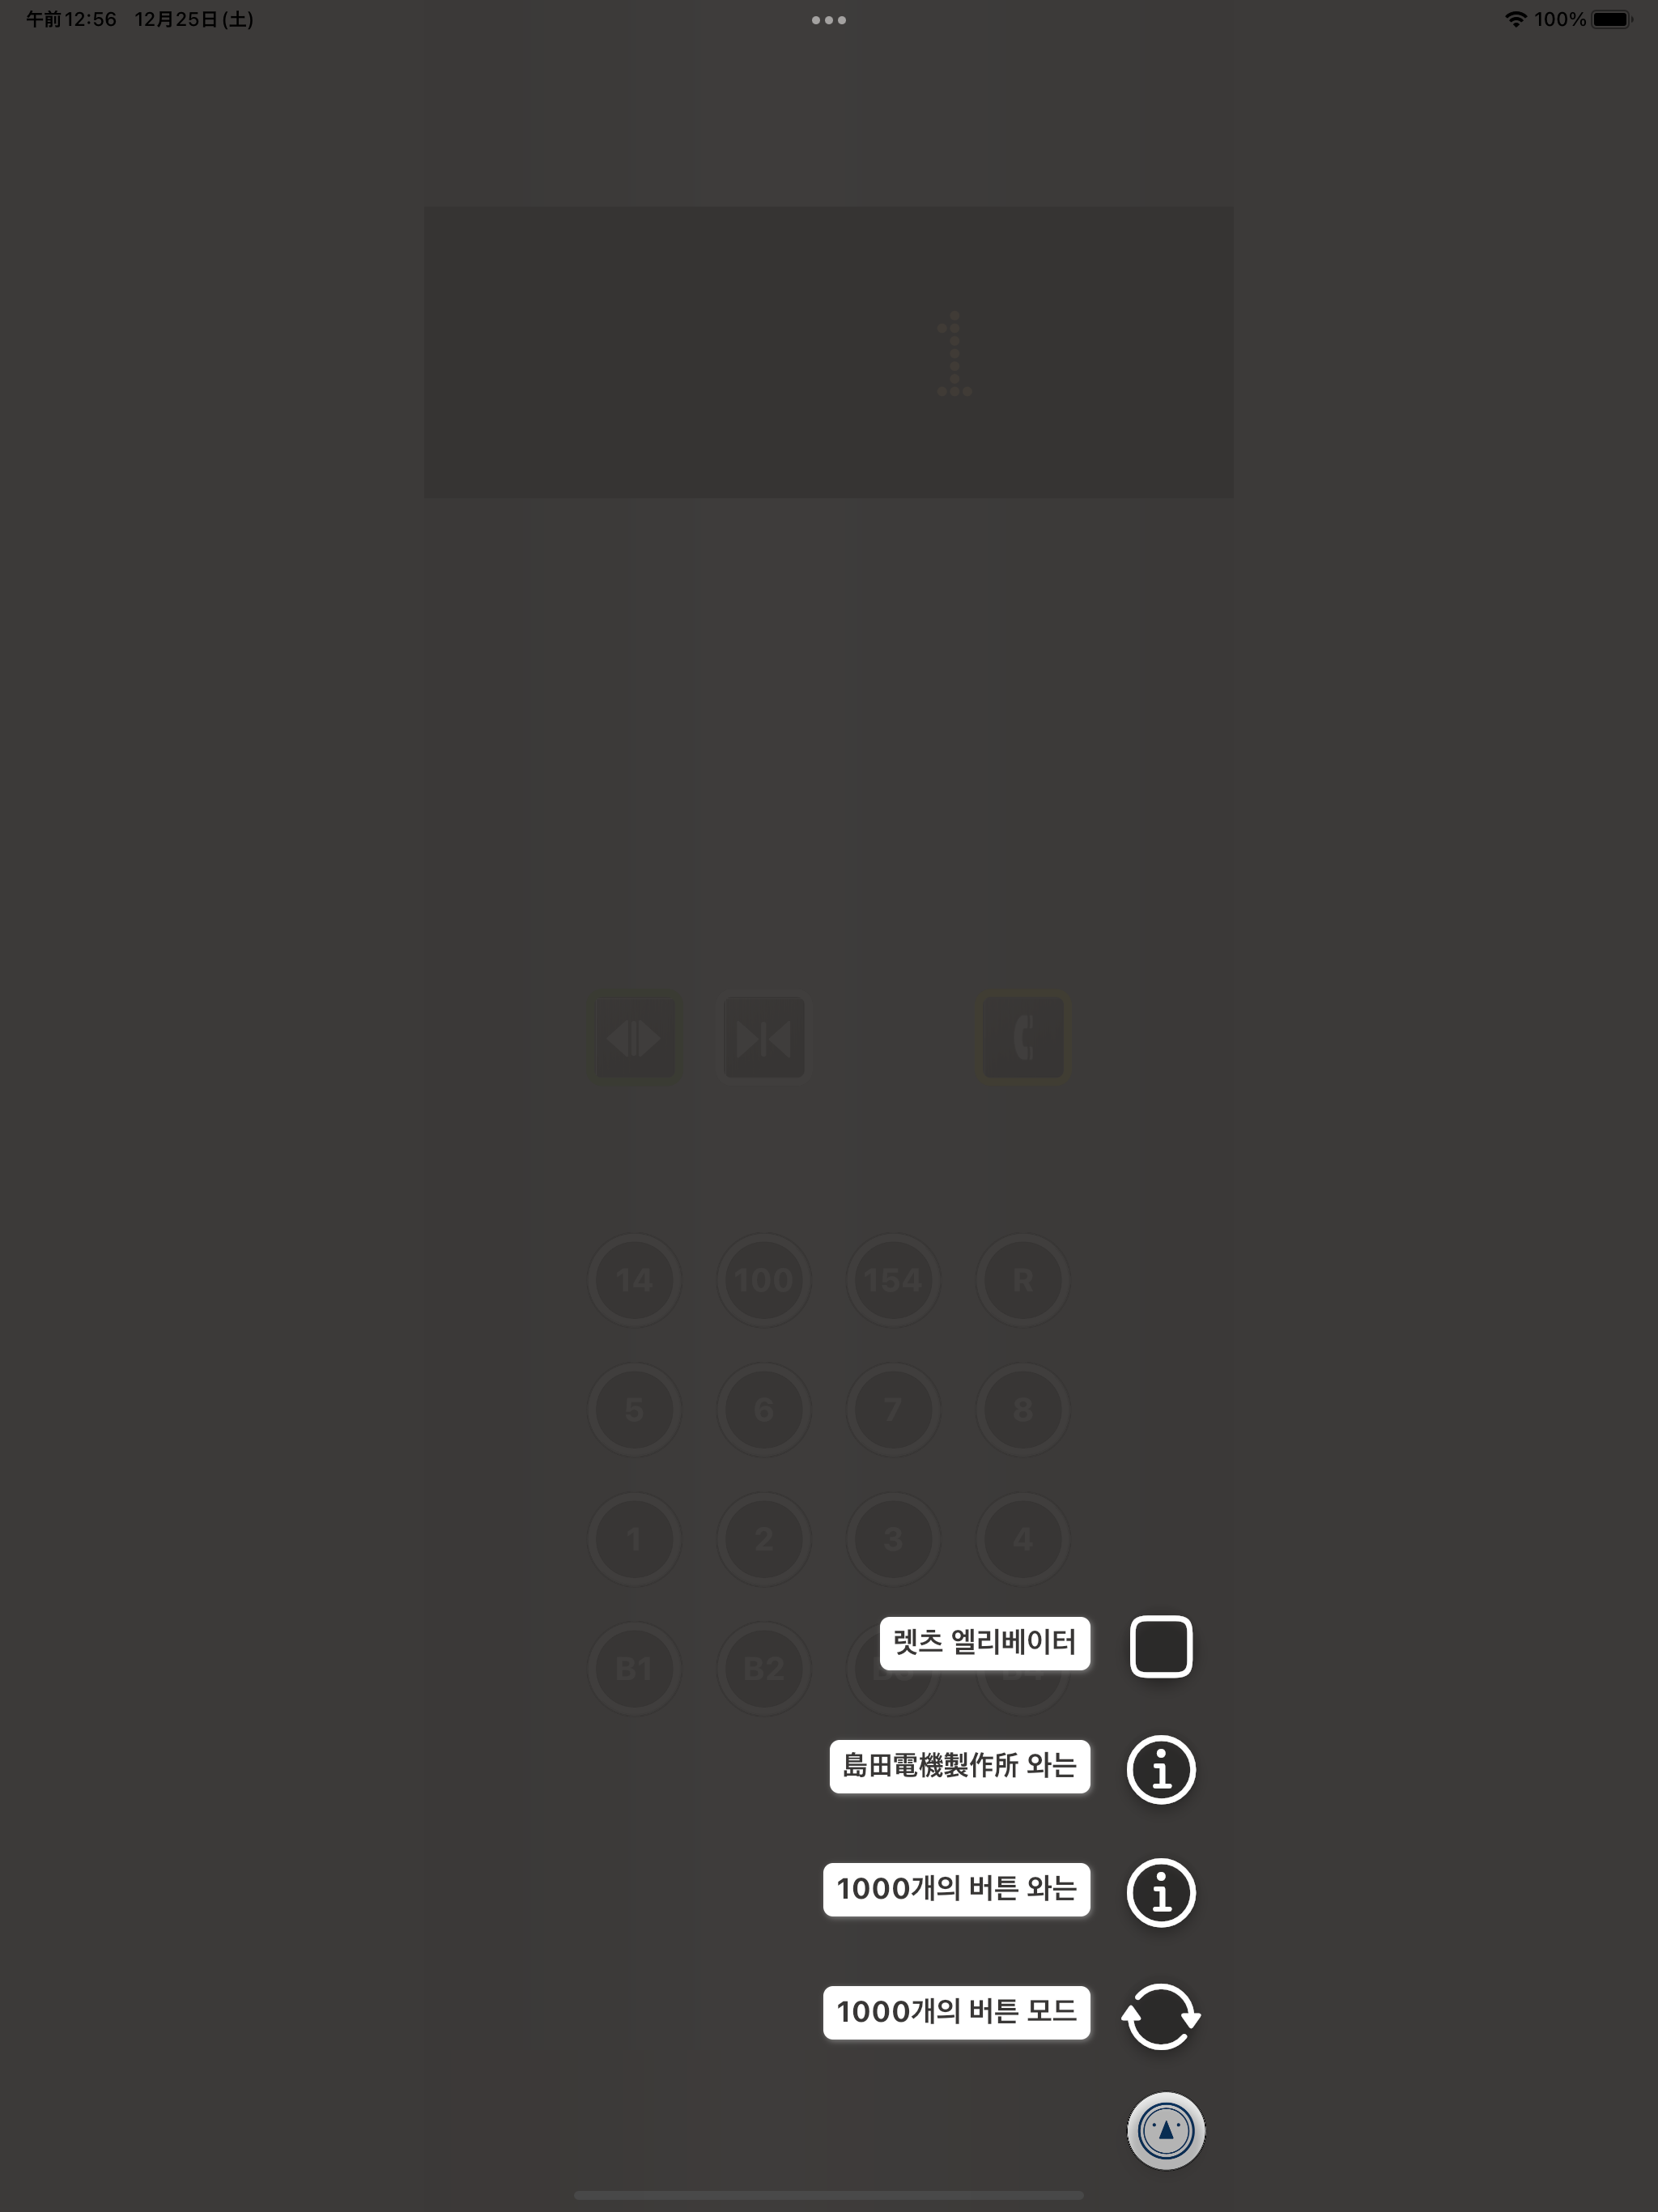 午前12:56 12月25日(土)
100%
1
14 100 154 R
5 6 7 8
1 2 3 4
렛츠 엘리베이터
B1 B2
島田電機製作所 와는
1000개의 버튼 와는
1000개의 버튼 모드